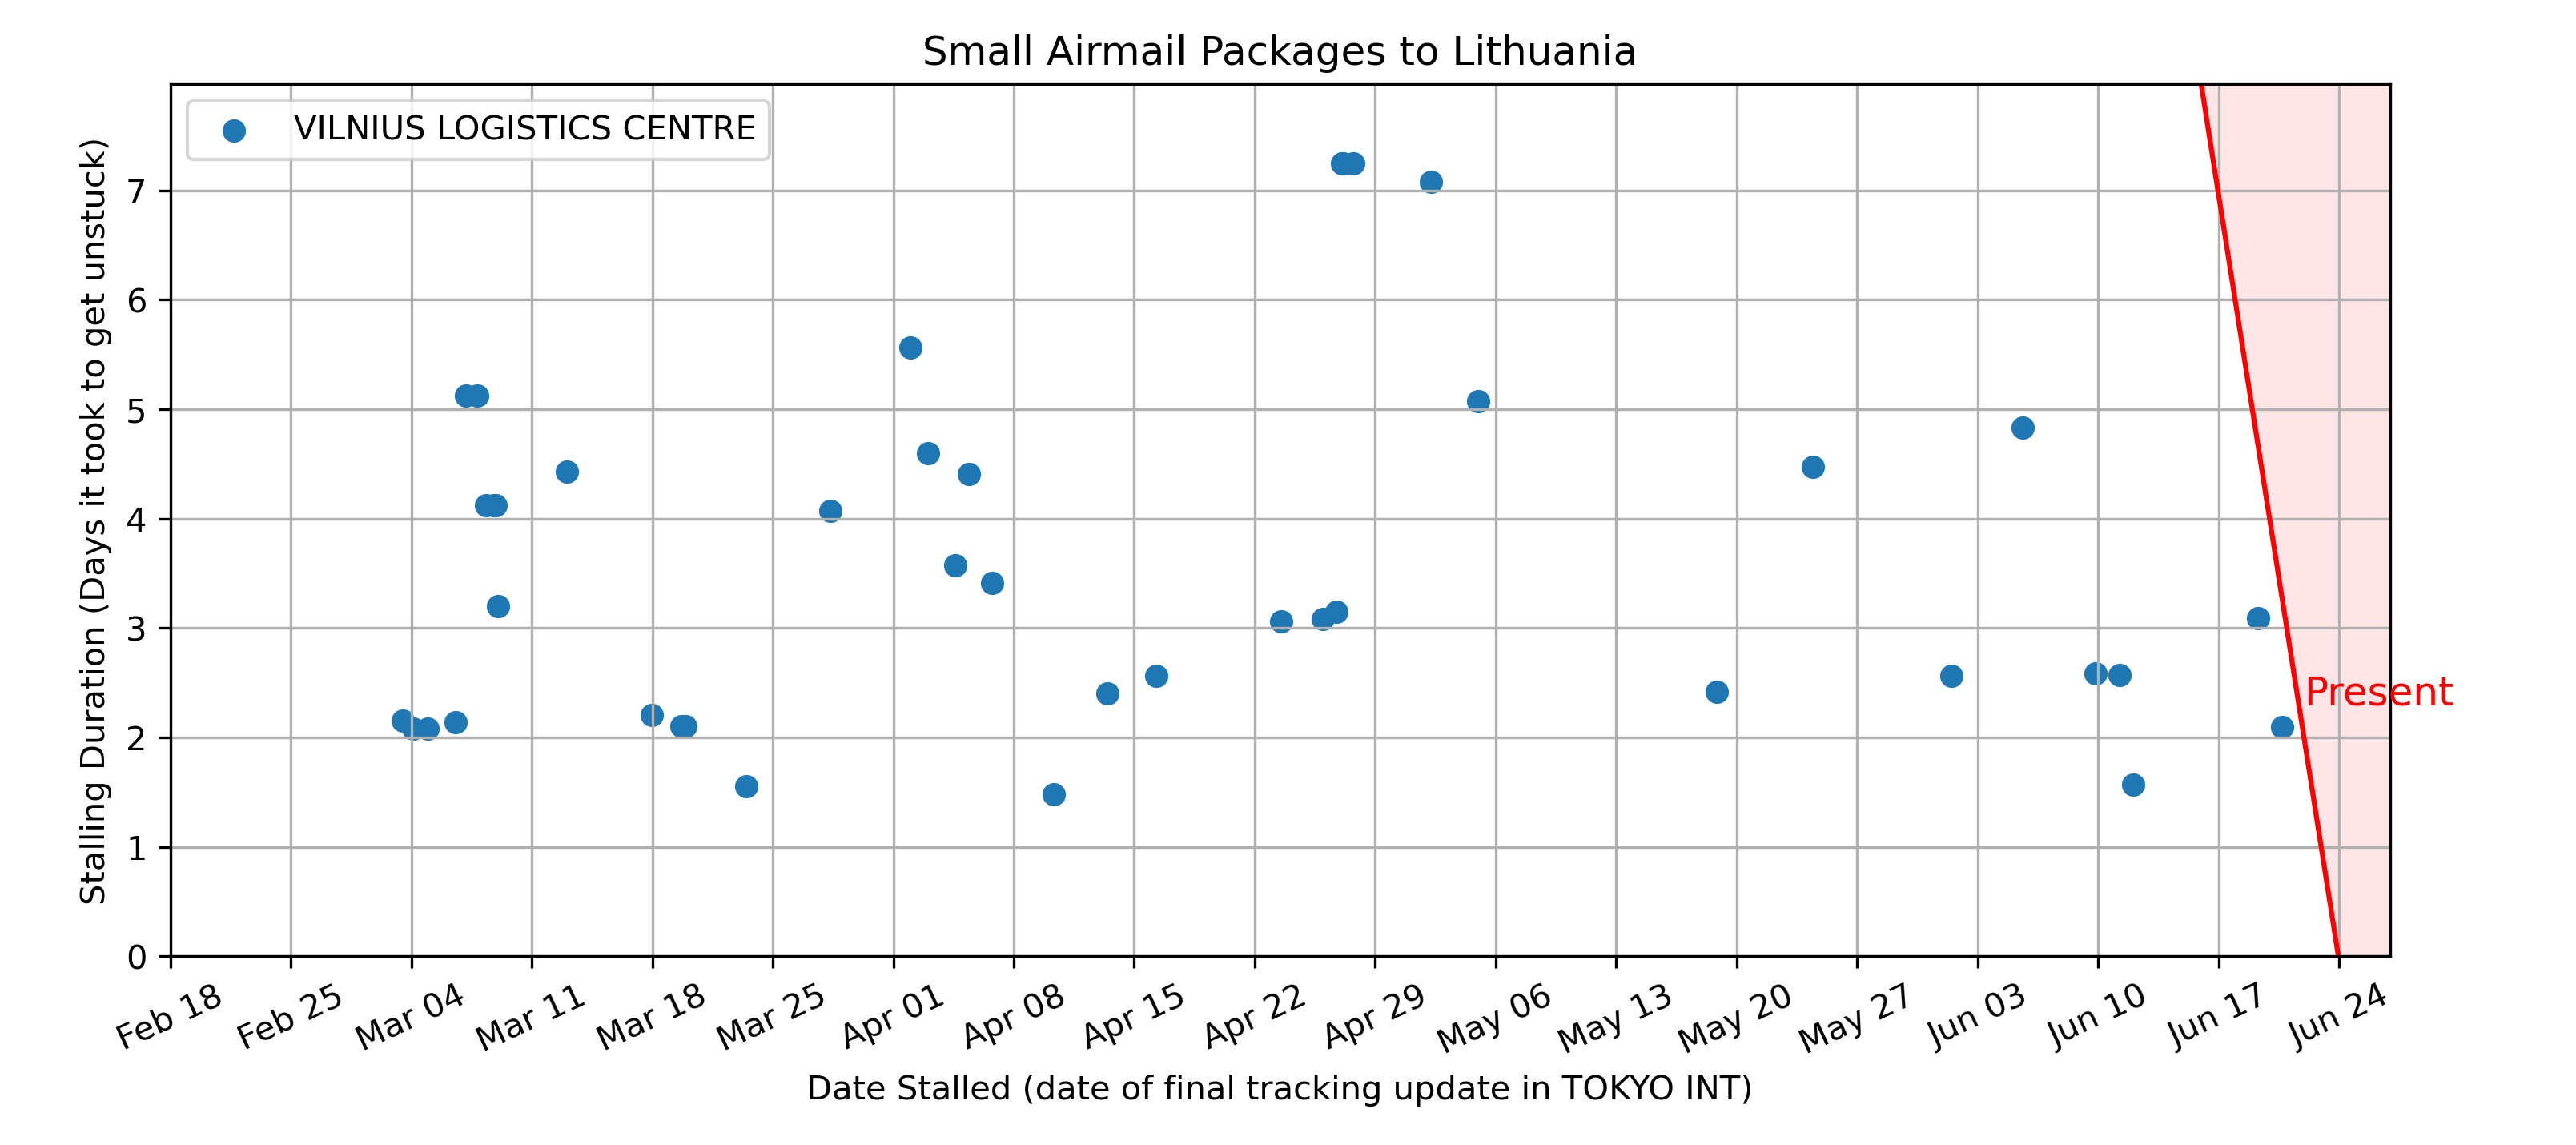 Small Airmail Packages to Lithuania
VILNIUS LOGISTICS CENTRE
Stalling Duration (Days it took to get unstuck)
7
6
5
4
3
2
1
0
Present
Feb 18
Feb 25
Mar 04
Mar 11
Mar 18
Mar 25
Apr 01
Apr 08
Apr 15
Apr 22
Apr 29
May 06
May 13
May 20
May 27
Jun 03
Jun 10
Jun 17
Jun 24
Date Stalled (date of final tracking update in TOKYO INT)